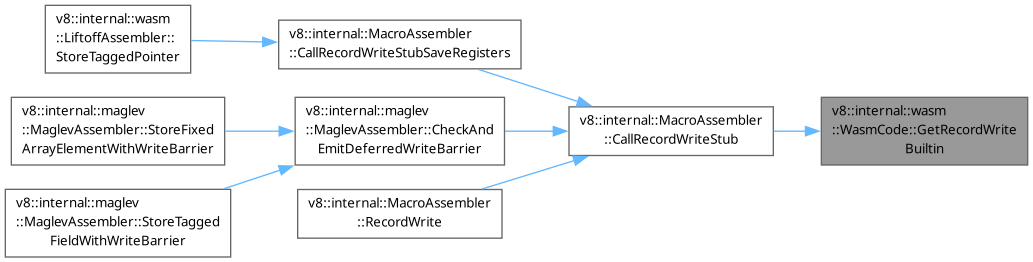 v8::internal::wasm
::LiftoffAssembler::
StoreTaggedPointer
v8::internal::MacroAssembler
::CallRecordWriteStubSaveRegisters
v8::internal::maglev
::MaglevAssembler::StoreFixed
ArrayElementWithWriteBarrier
v8::internal::maglev
::MaglevAssembler::CheckAnd
EmitDeferredWriteBarrier
v8::internal::MacroAssembler
::CallRecordWriteStub
v8::internal::wasm
::WasmCode::GetRecordWrite
Builtin
v8::internal::maglev
::MaglevAssembler::StoreTagged
FieldWithWriteBarrier
v8::internal::MacroAssembler
::RecordWrite